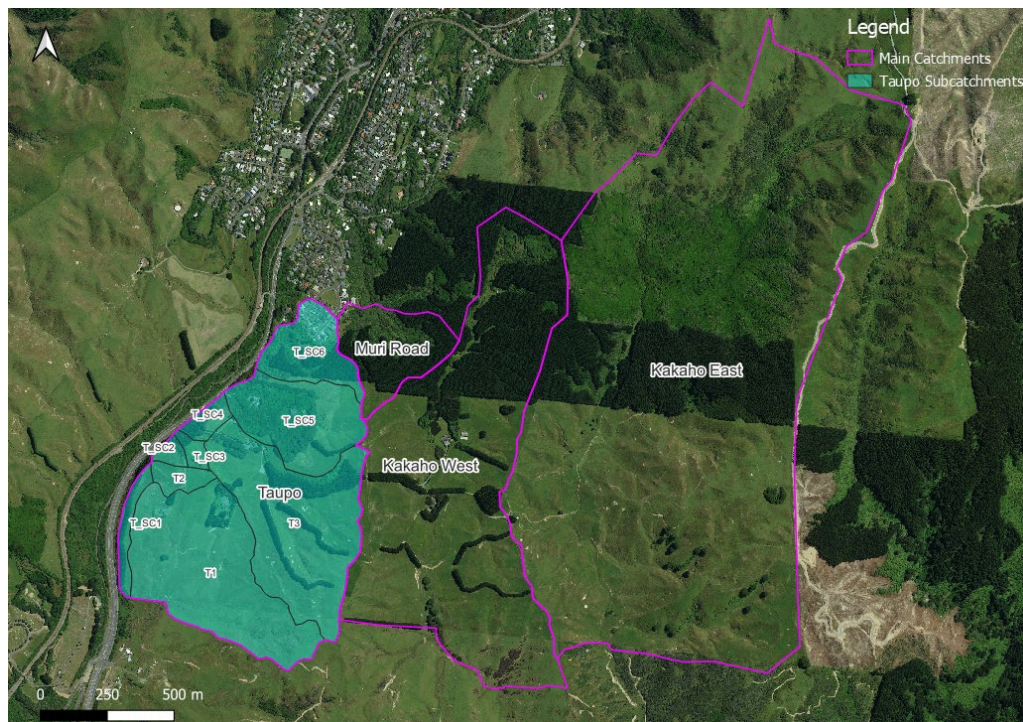 Legend
Main Catchments
Taupo Subcatchments
T_SC6
Muri Road
Kakaho East
T_SC4
T_SC5
T_SC2
T_SC3
Kakaho West
T2
Taupo
T_SC1
T3
T1
0 250 500 m